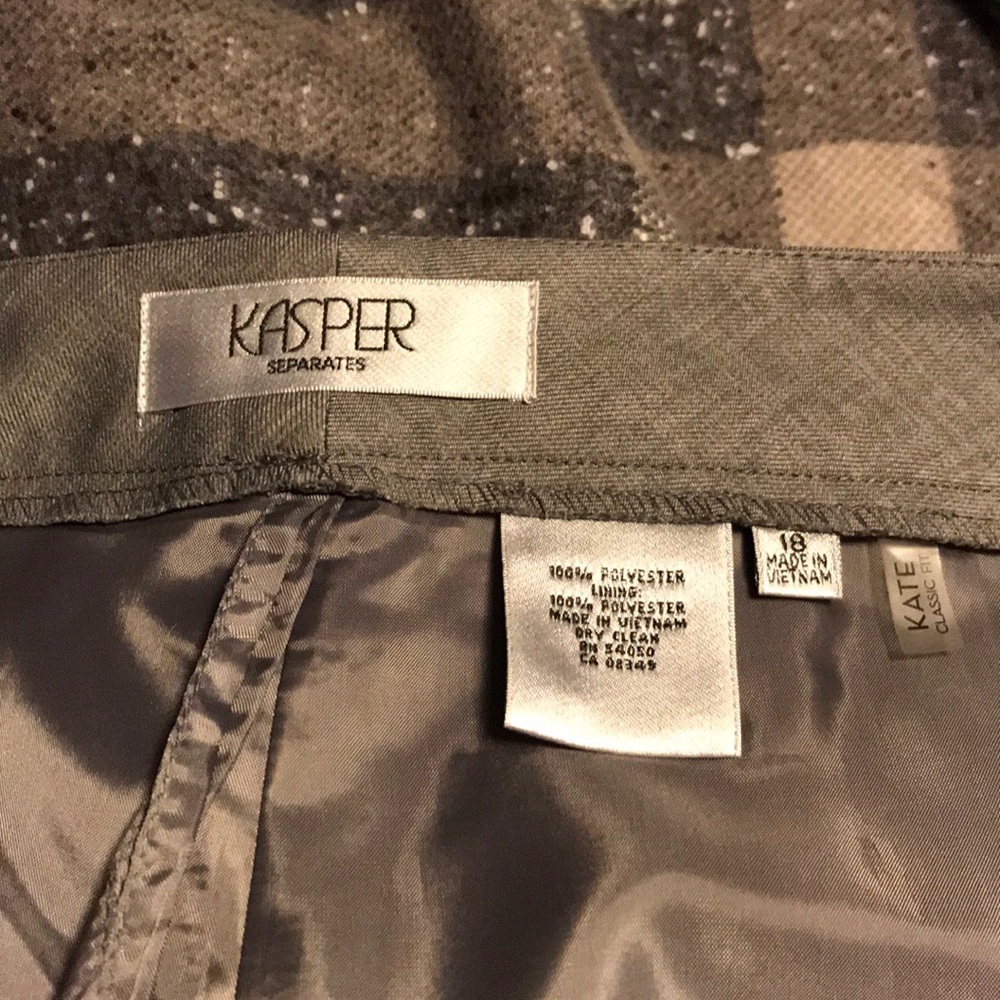 KASPER
SEPARATES
100% POLYESTER
LINING:
100% POLYESTER
MADE IN VIETNAM
DRY CLEAN
RN 54050
CA 08349
18
MADE IN
VIETNAM
KATE
CLASSIC FIT